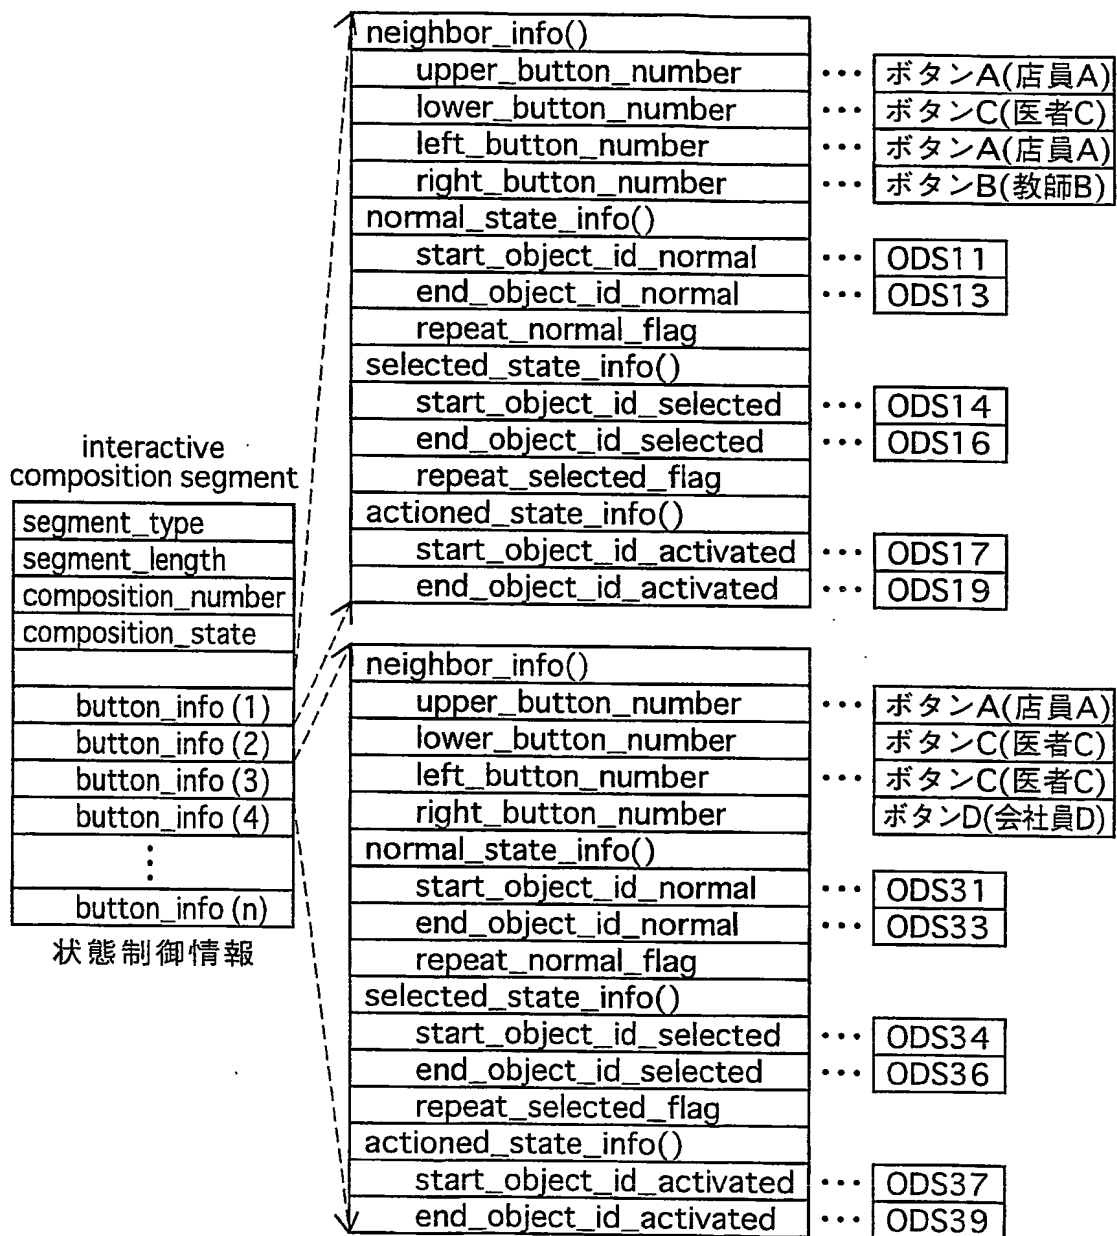 neighbor_info()
upper_button_number ••• ボタンA(店員A)
lower_button_number ••• ボタンC(医者C)
left_button_number ••• ボタンA(店員A)
right_button_number ••• ボタンB(教師B)
normal_state_info()
start_object_id_normal ••• ODS11
end_object_id_normal ••• ODS13
repeat_normal_flag
selected_state_info()
start_object_id_selected ••• ODS14
end_object_id_selected ••• ODS16
repeat_selected_flag
actioned_state_info()
start_object_id_activated ••• ODS17
end_object_id_activated ••• ODS19
interactive
composition segment
segment_type
segment_length
composition_number
composition_state
button_info (1)
button_info (2)
button_info (3)
button_info (4)
⋮
button_info (n)
状態制御情報
neighbor_info()
upper_button_number ••• ボタンA(店員A)
lower_button_number ボタンC(医者C)
left_button_number ••• ボタンC(医者C)
right_button_number ボタンD(会社員D)
normal_state_info()
start_object_id_normal ••• ODS31
end_object_id_normal ••• ODS33
repeat_normal_flag
selected_state_info()
start_object_id_selected ••• ODS34
end_object_id_selected ••• ODS36
repeat_selected_flag
actioned_state_info()
start_object_id_activated ••• ODS37
end_object_id_activated ••• ODS39